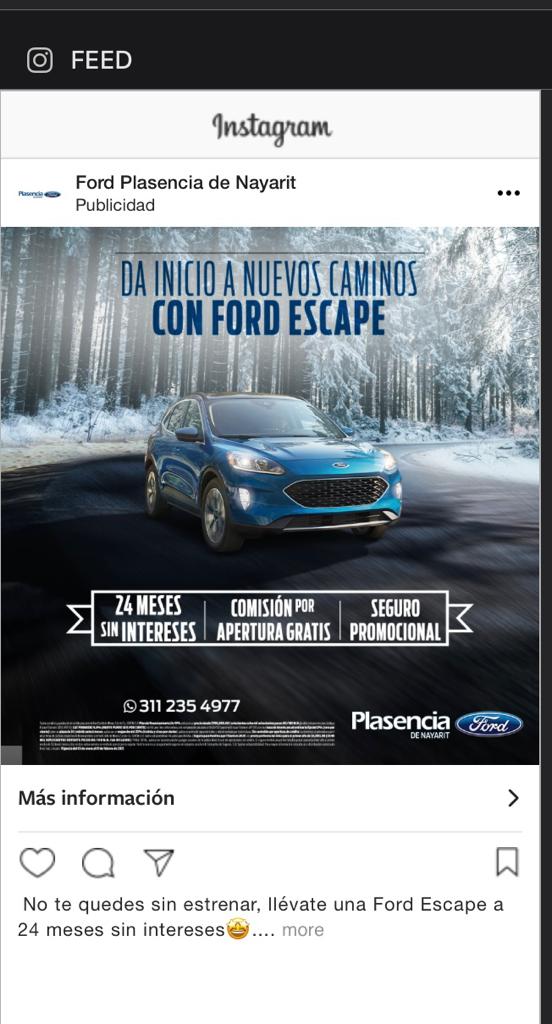 FEED
Instagram
Plasencia Ford
Ford Plasencia de Nayarit
Publicidad
DA INICIO A NUEVOS CAMINOS
CON FORD ESCAPE
24 MESES
SIN INTERESES
COMISIÓN POR
APERTURA GRATIS
SEGURO
PROMOCIONAL
311 235 4977
Plasencia
DE NAYARIT
Ford
Más información
No te quedes sin estrenar, llévate una Ford Escape a
24 meses sin intereses🤩.... more